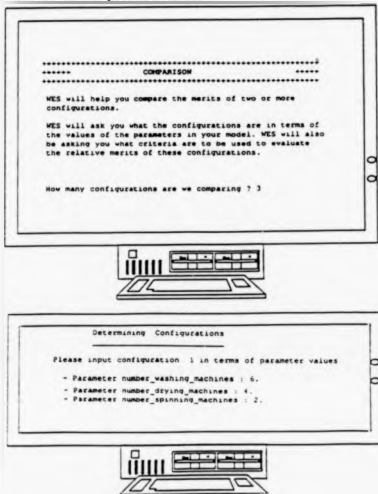 ******************************************************
****** COMPARISON *****
******************************************************
WES will help you compare the merits of two or more
configurations.
WES will ask you what the configurations are in terms of
the values of the parameters in your model. WES will also
be asking you what criteria are to be used to evaluate
the relative merits of these configurations.
How many configurations are we comparing ? 3
Determining Configurations
Please input configuration 1 in terms of parameter values
- Parameter number_washing_machines : 6.
- Parameter number_drying_machines : 4.
- Parameter number_spinning_machines : 2.